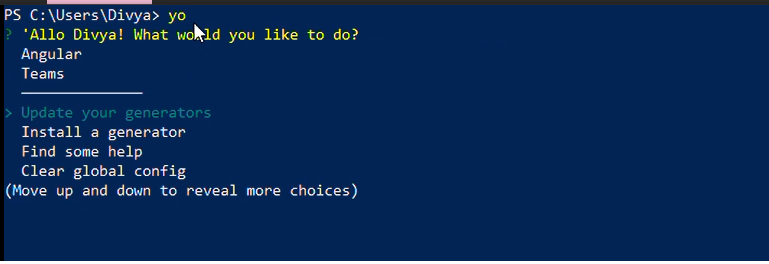 PS C:\Users\Divya> yo
? 'Allo Divya! What would you like to do?
Angular
Teams
──────────────
> Update your generators
Install a generator
Find some help
Clear global config
(Move up and down to reveal more choices)